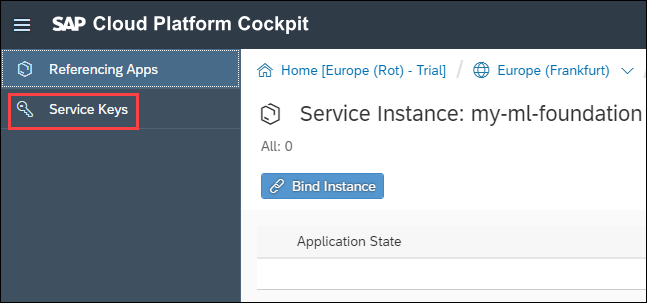 SAP Cloud Platform Cockpit
Referencing Apps
Service Keys
Home [Europe (Rot) - Trial] / Europe (Frankfurt) /
Service Instance: my-ml-foundation
All: 0
Bind Instance
Application State